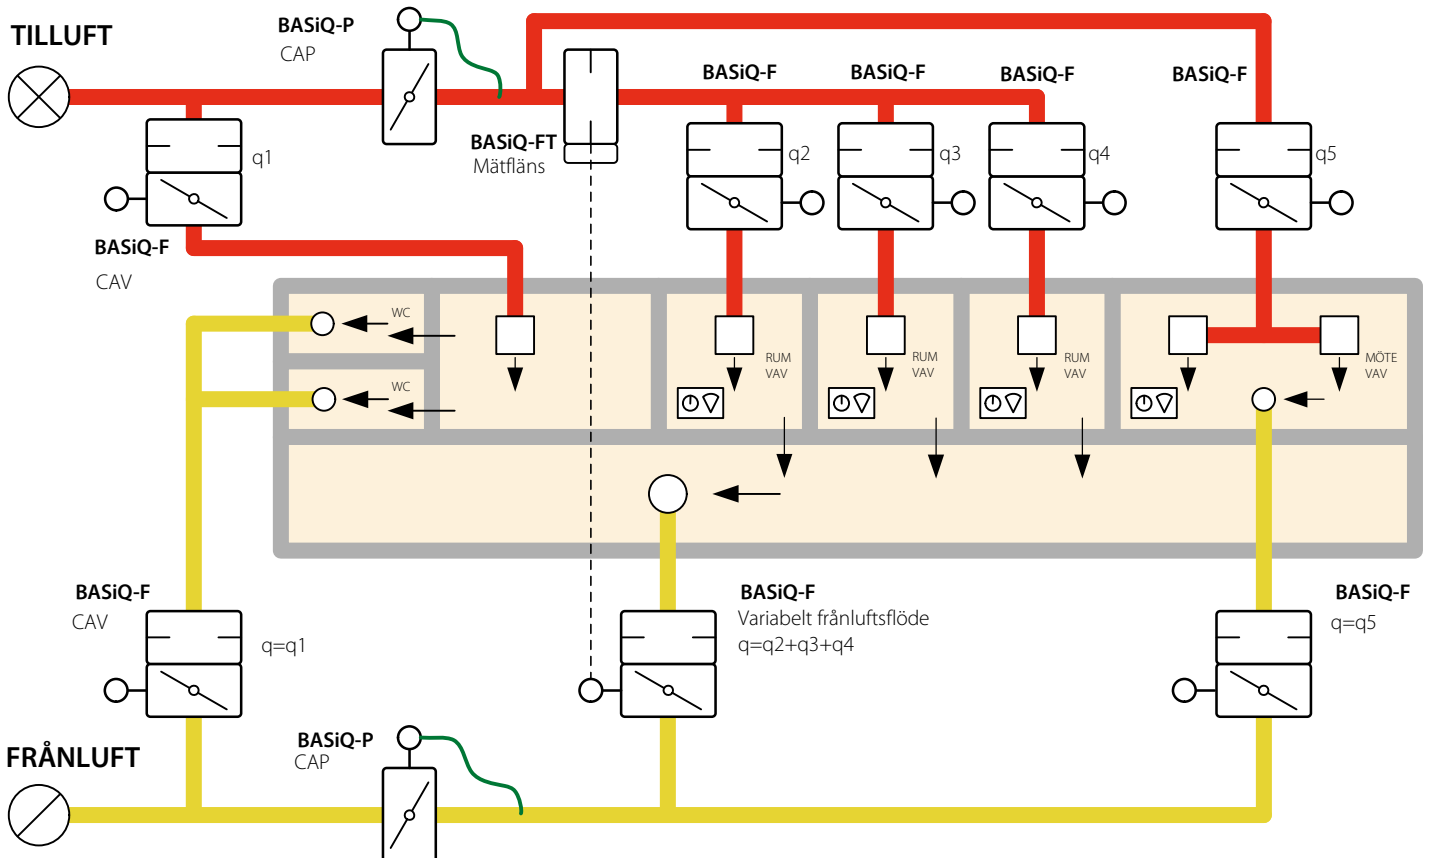 TILLUFT
BASiQ-P
CAP
BASiQ-F
BASiQ-F
BASiQ-F
BASiQ-F
BASiQ-FT
Mätfläns
q1
q2
q3
q4
q5
BASiQ-F
CAV
WC
WC
RUM
VAV
RUM
VAV
RUM
VAV
MÖTE
VAV
BASiQ-F
CAV
q=q1
BASiQ-F
Variabelt frånluftsflöde
q=q2+q3+q4
BASiQ-F
q=q5
FRÅNLUFT
BASiQ-P
CAP